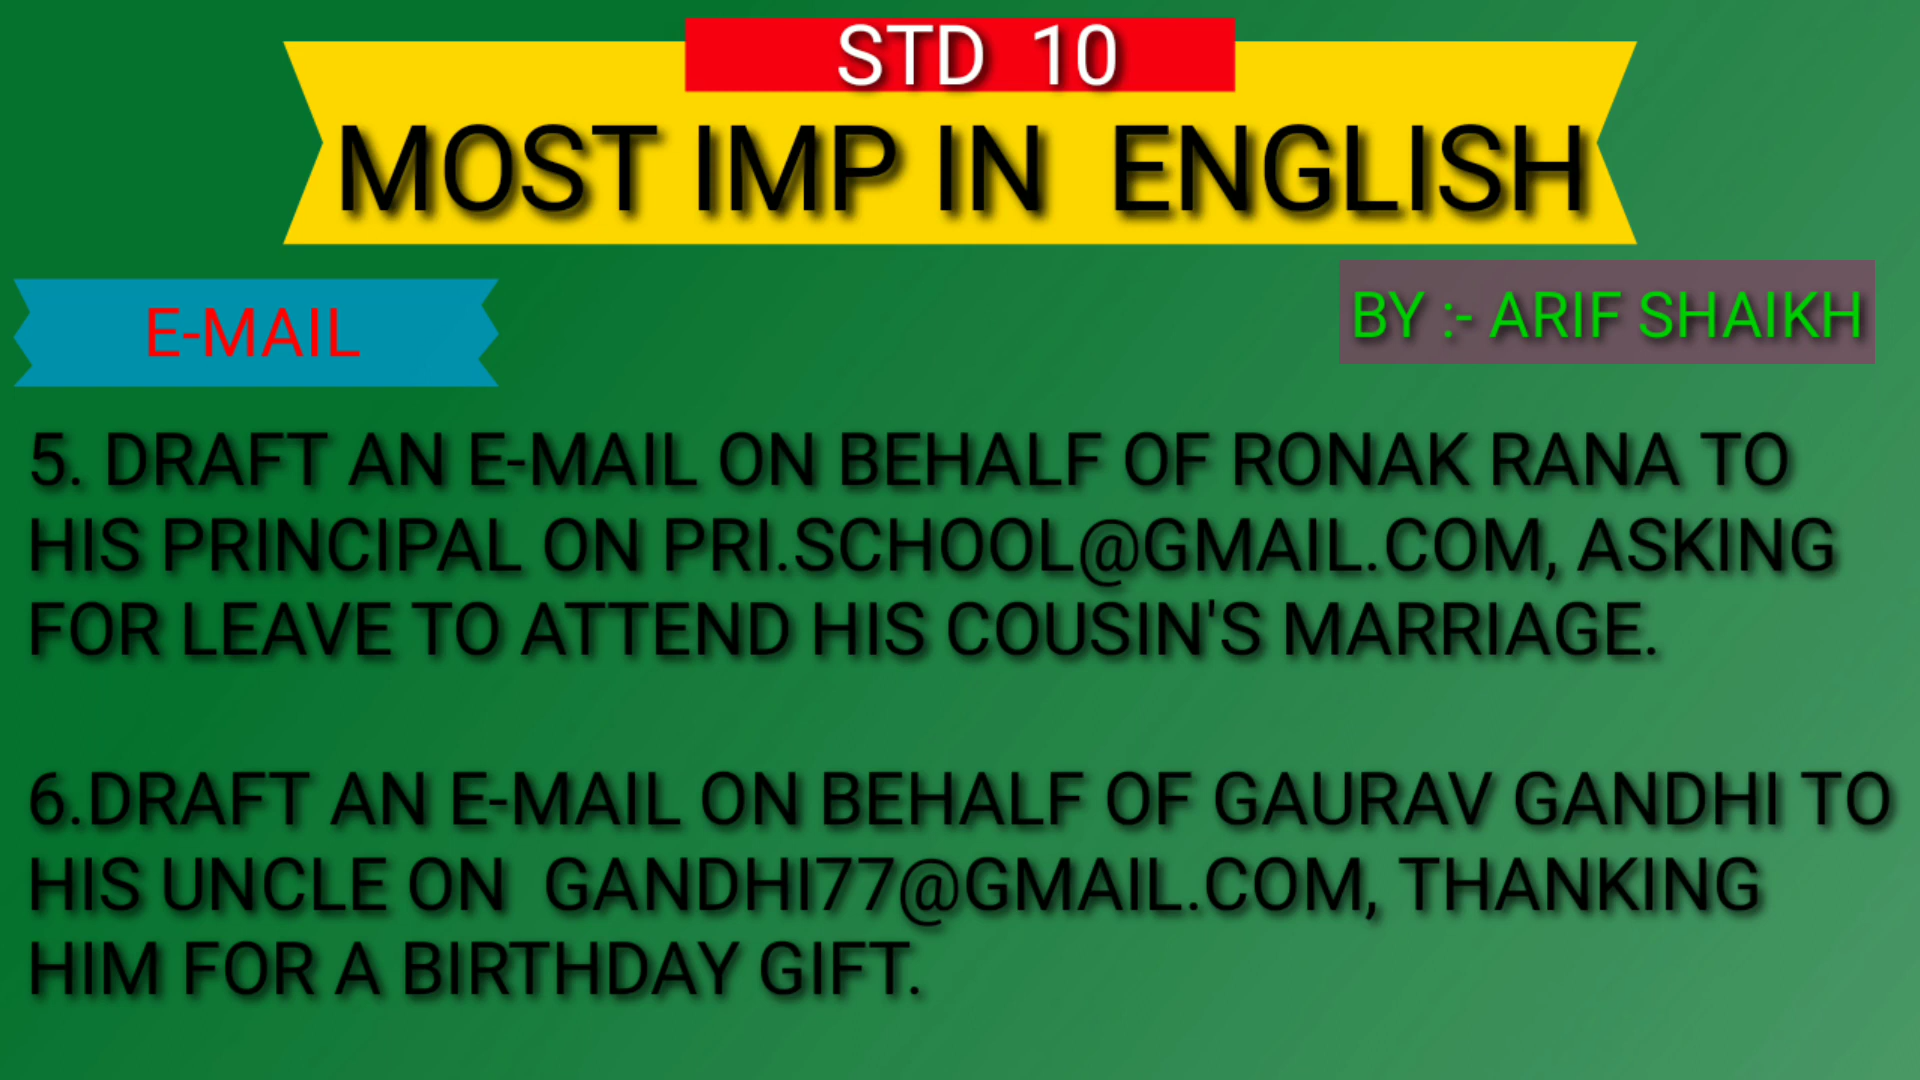 STD 10
MOST IMP IN ENGLISH
E-MAIL
BY :- ARIF SHAIKH
5. DRAFT AN E-MAIL ON BEHALF OF RONAK RANA TO
HIS PRINCIPAL ON PRI.SCHOOL@GMAIL.COM, ASKING
FOR LEAVE TO ATTEND HIS COUSIN'S MARRIAGE.
6.DRAFT AN E-MAIL ON BEHALF OF GAURAV GANDHI TO
HIS UNCLE ON GANDHI77@GMAIL.COM, THANKING
HIM FOR A BIRTHDAY GIFT.